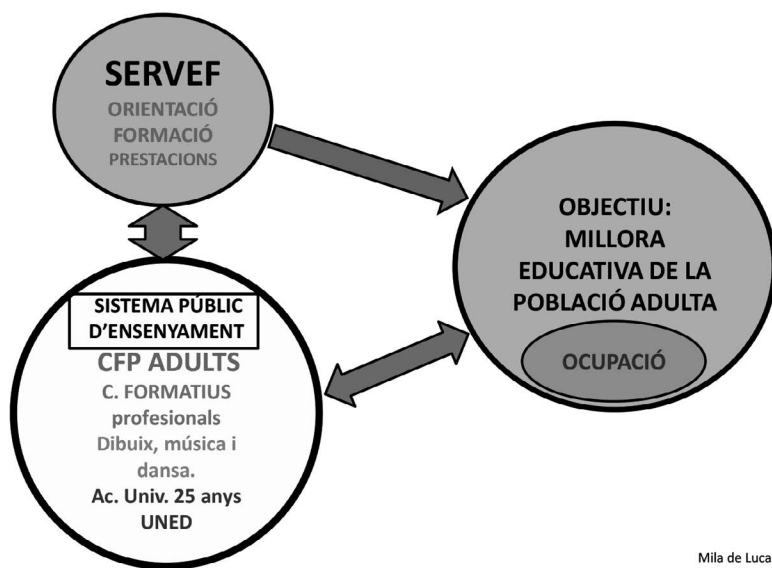 SERVEF
ORIENTACIÓ
FORMACIÓ
PRESTACIONS
SISTEMA PÚBLIC
D'ENSENYAMENT
CFP ADULTS
C. FORMATIUS
profesionals
Dibuix, música i
dansa.
Ac. Univ. 25 anys
UNED
OBJECTIU:
MILLORA
EDUCATIVA DE LA
POBLACIÓ ADULTA
OCUPACIÓ
Mila de Luca